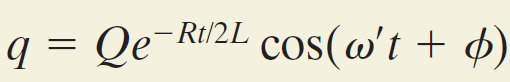 q = Qe^{-Rt/2L} cos(ω't + ϕ)